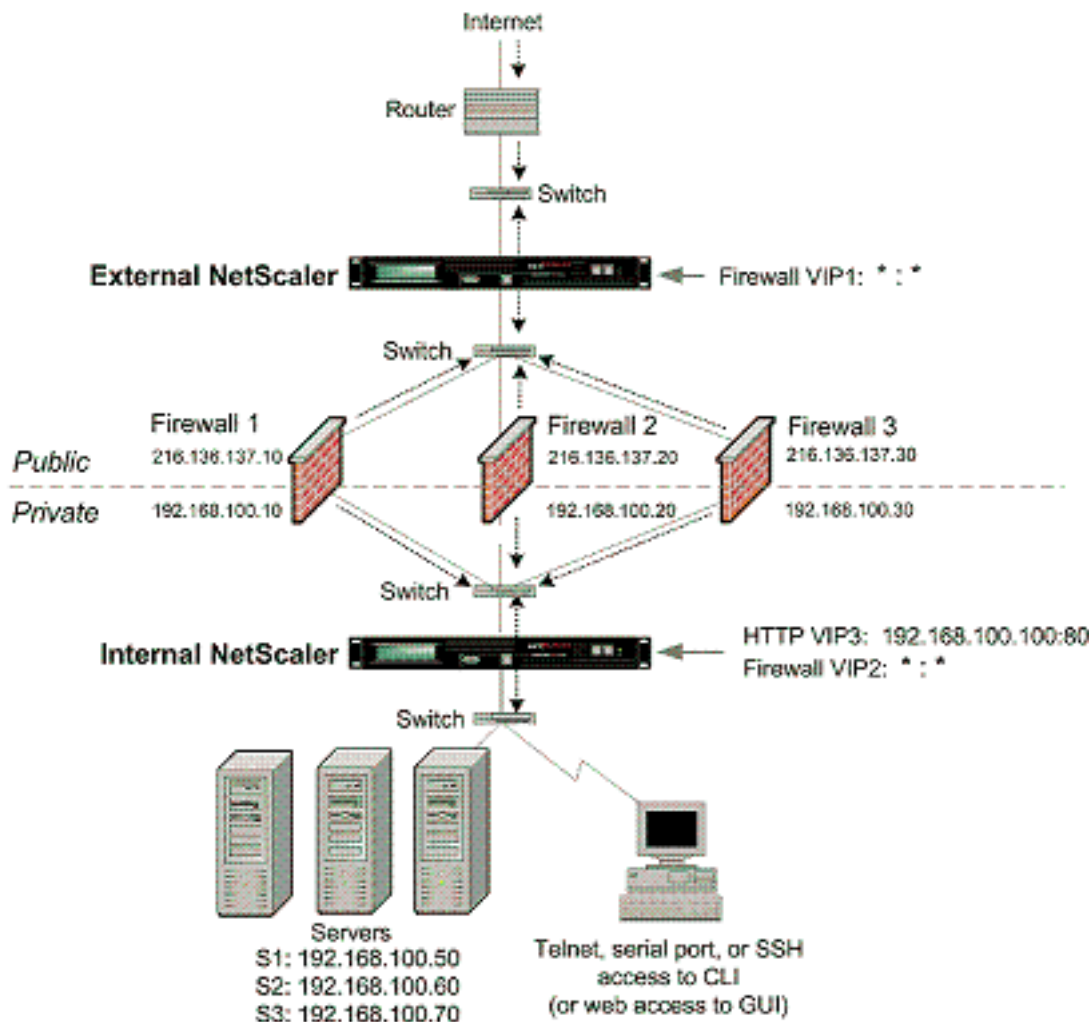 Internet
Router
Switch
External NetScaler
Firewall VIP1: * : *
Switch
Firewall 1
Firewall 2
Firewall 3
Public
216.136.137.10
216.136.137.20
216.136.137.30
Private
192.168.100.10
192.168.100.20
192.168.100.30
Switch
Internal NetScaler
HTTP VIP3: 192.168.100.100:80
Firewall VIP2: * : *
Switch
Servers
S1: 192.168.100.50
S2: 192.168.100.60
S3: 192.168.100.70
Telnet, serial port, or SSH
access to CLI
(or web access to GUI)